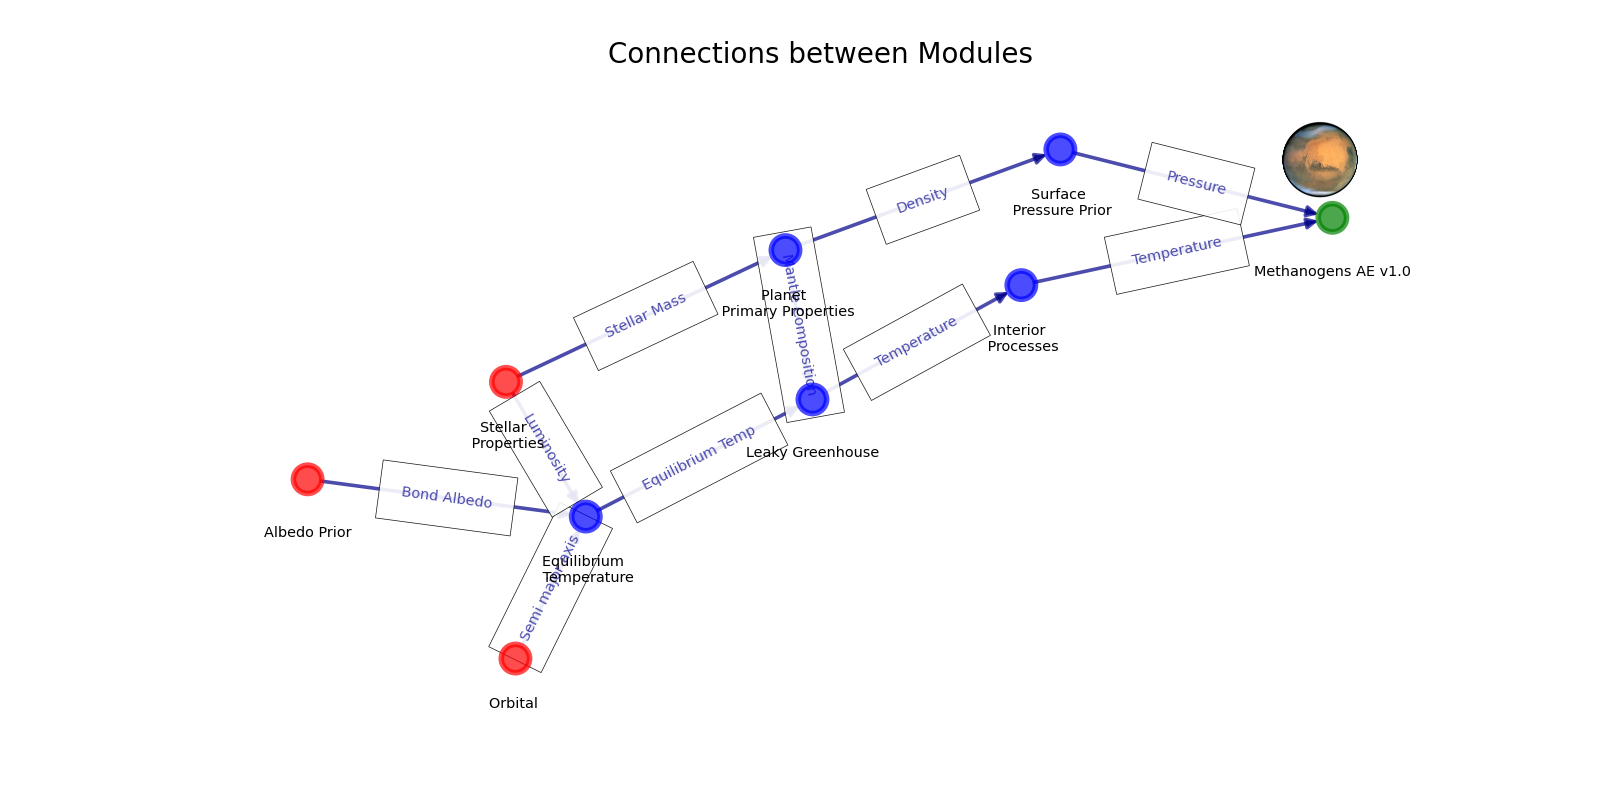 Connections between Modules
Pressure
Density
Surface
Pressure Prior
Temperature
Methanogens AE v1.0
Stellar Mass
Mantle composition
Planet
Primary Properties
Temperature
Interior
Processes
Stellar
Properties
Luminosity
Equilibrium Temp
Leaky Greenhouse
Bond Albedo
Albedo Prior
Equilibrium
Temperature
Semi major axis
Orbital